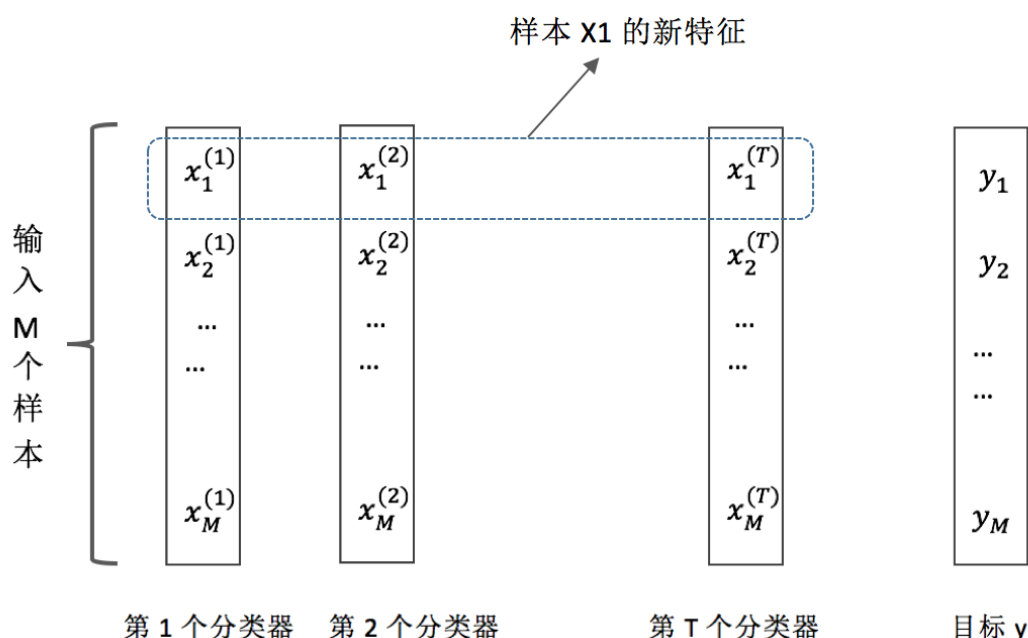 样本 X1 的新特征
输入 M 个样本
x_1^{(1)} x_1^{(2)} x_1^{(T)} y_1
x_2^{(1)} x_2^{(2)} x_2^{(T)} y_2
... ... ... ...
... ... ... ...
x_M^{(1)} x_M^{(2)} x_M^{(T)} y_M
第 1 个分类器 第 2 个分类器 第 T 个分类器 目标 y